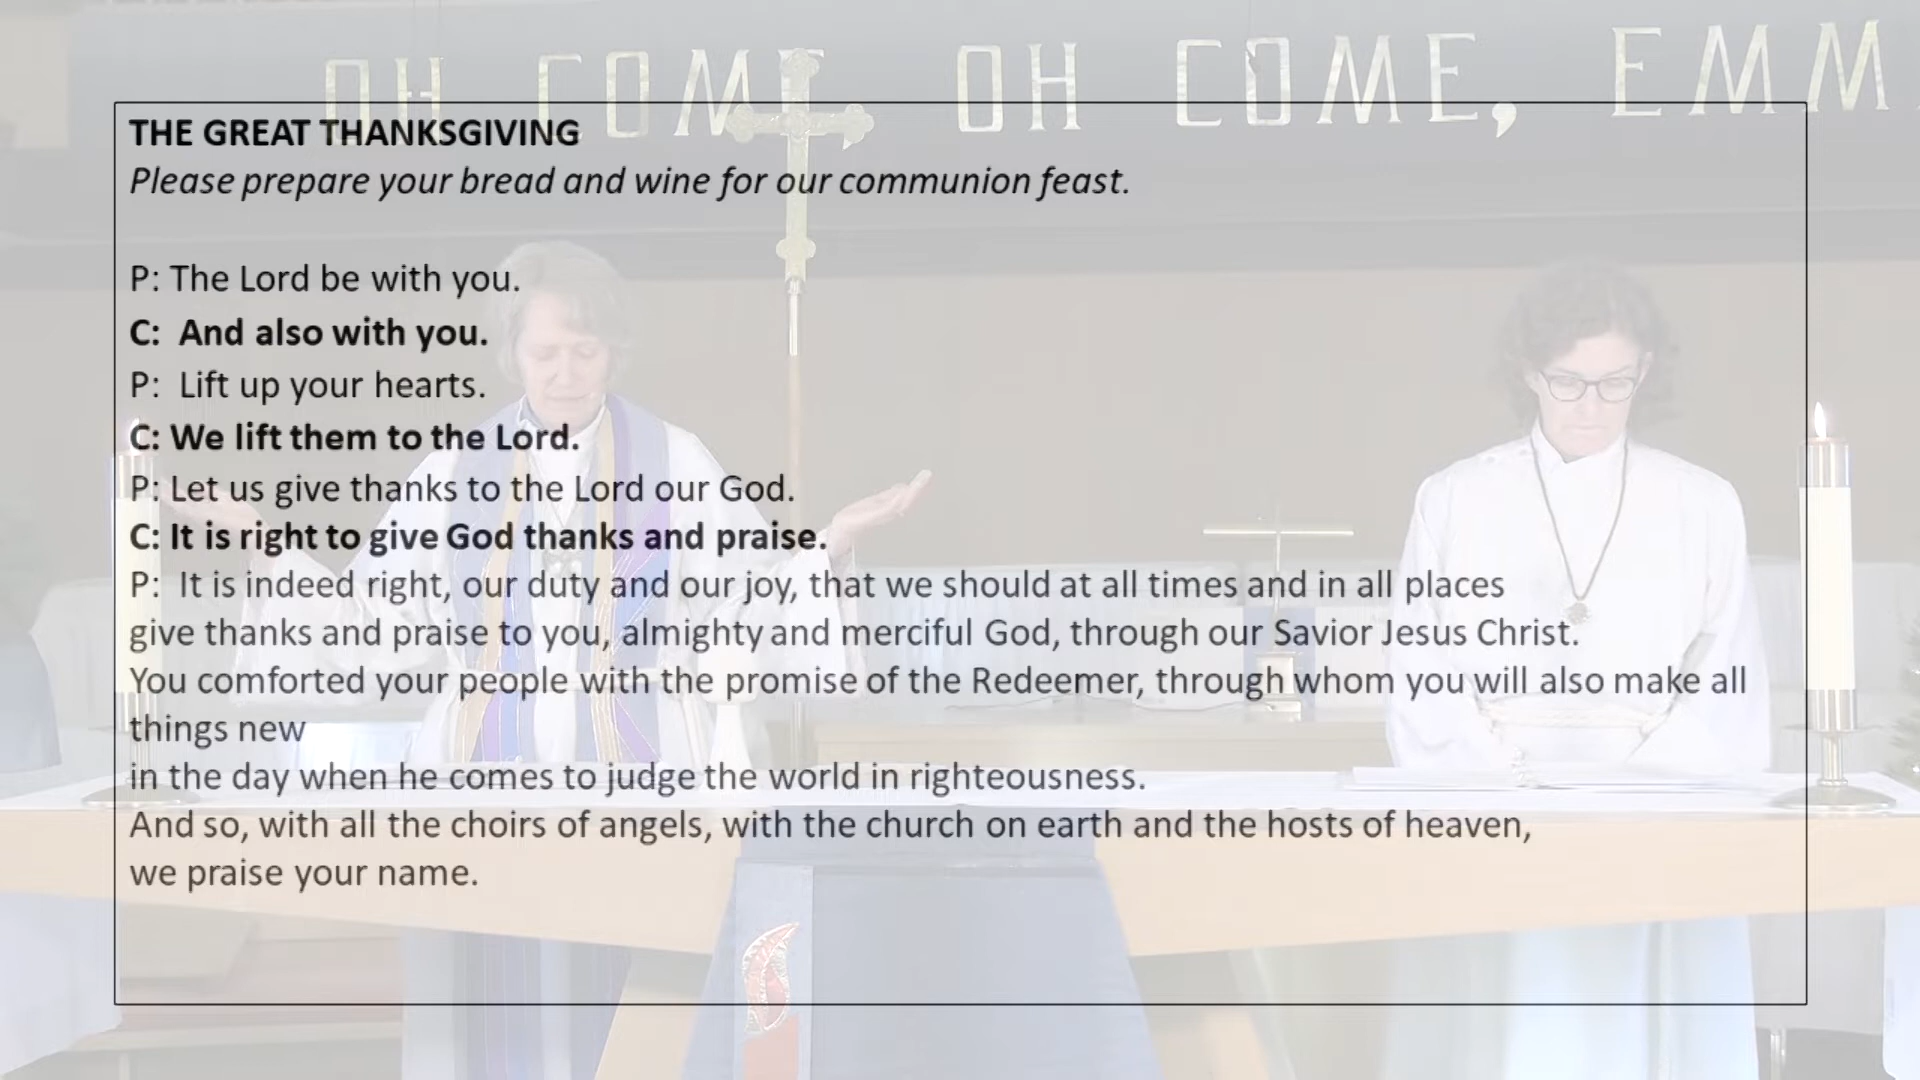 OH COME, OH COME, EMM
THE GREAT THANKSGIVING
Please prepare your bread and wine for our communion feast.
P: The Lord be with you.
C:  And also with you.
P:  Lift up your hearts.
C: We lift them to the Lord.
P: Let us give thanks to the Lord our God.
C: It is right to give God thanks and praise.
P:  It is indeed right, our duty and our joy, that we should at all times and in all places
give thanks and praise to you, almighty and merciful God, through our Savior Jesus Christ.
You comforted your people with the promise of the Redeemer, through whom you will also make all
things new
in the day when he comes to judge the world in righteousness.
And so, with all the choirs of angels, with the church on earth and the hosts of heaven,
we praise your name.